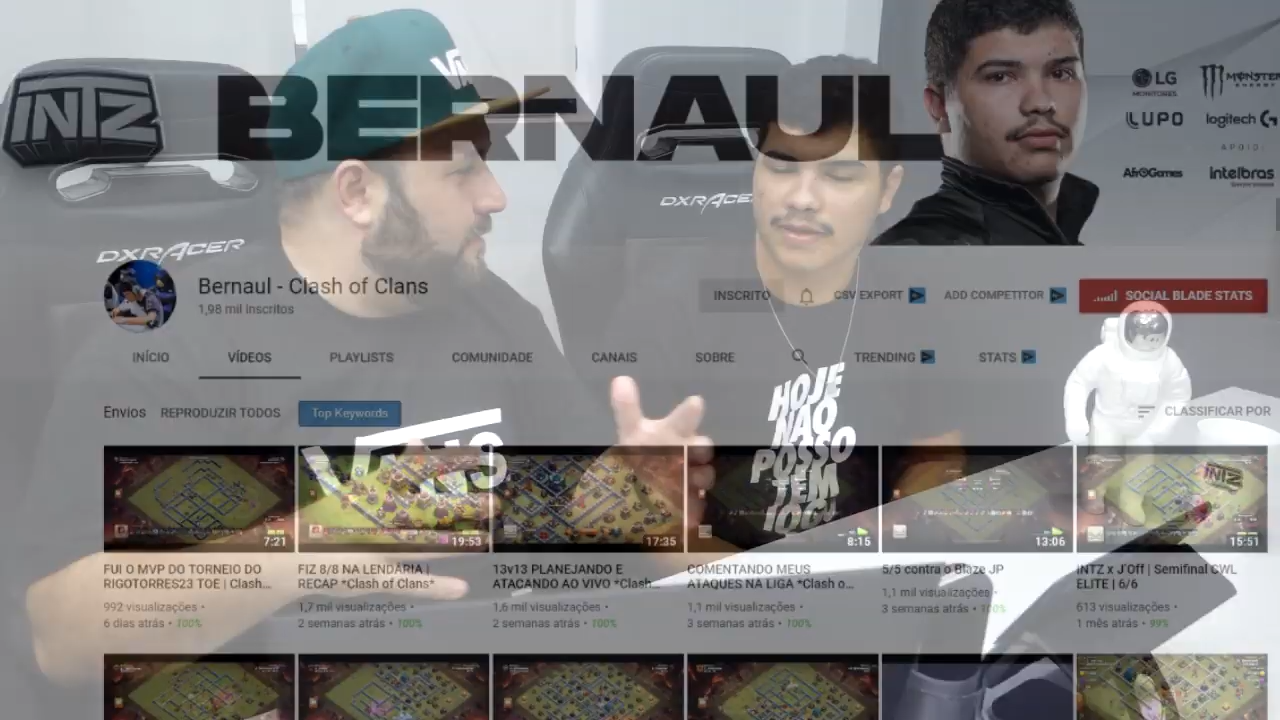 INTZ
BERNAUL
LG
MONITORES
MONSTER
ENERGY
LUPO
logitech G
APOIO:
AfroGames
intelbras
DXRACER
DXRACER
Bernaul - Clash of Clans
1,98 mil inscritos
INSCRITO
CSV EXPORT
ADD COMPETITOR
SOCIAL BLADE STATS
INÍCIO
VÍDEOS
PLAYLISTS
COMUNIDADE
CANAIS
SOBRE
TRENDING
STATS
Envios
REPRODUZIR TODOS
Top Keywords
CLASSIFICAR POR
VANS
HOJE
NÃO
POSSO
TEM
JOGO
INTZ
7:21
19:53
17:35
8:15
13:06
15:51
FUI O MVP DO TORNEIO DO
RIGOTORRES23 TOE | Clash...
992 visualizações •
6 dias atrás • 100%
FIZ 8/8 NA LENDÁRIA |
RECAP *Clash of Clans*
1,7 mil visualizações •
2 semanas atrás • 100%
13v13 PLANEJANDO E
ATACANDO AO VIVO *Clash...
1,6 mil visualizações •
2 semanas atrás • 100%
COMENTANDO MEUS
ATAQUES NA LIGA *Clash o...
1,1 mil visualizações •
3 semanas atrás • 100%
5/5 contra o Blaze JP
1,1 mil visualizações •
3 semanas atrás • 100%
INTZ x J'Off | Semifinal CWL
ELITE | 6/6
613 visualizações •
1 mês atrás • 99%